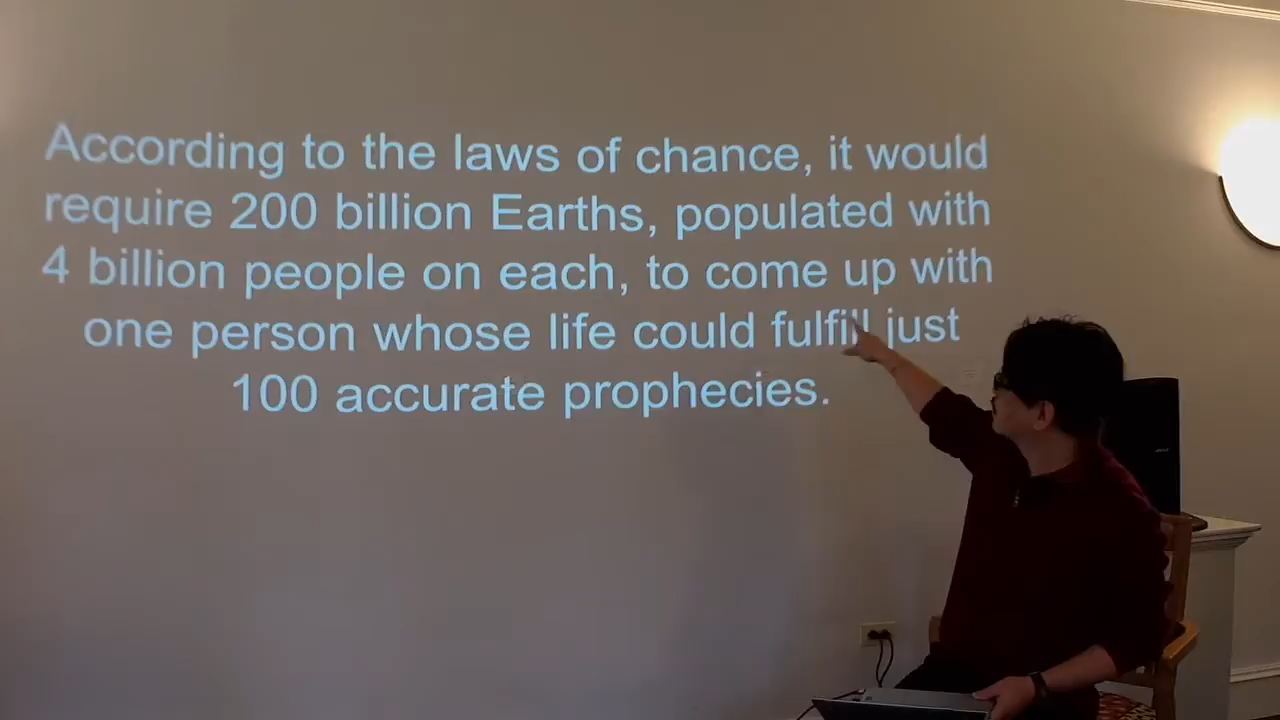 According to the laws of chance, it would
require 200 billion Earths, populated with
4 billion people on each, to come up with
one person whose life could fulfill just
100 accurate prophecies.